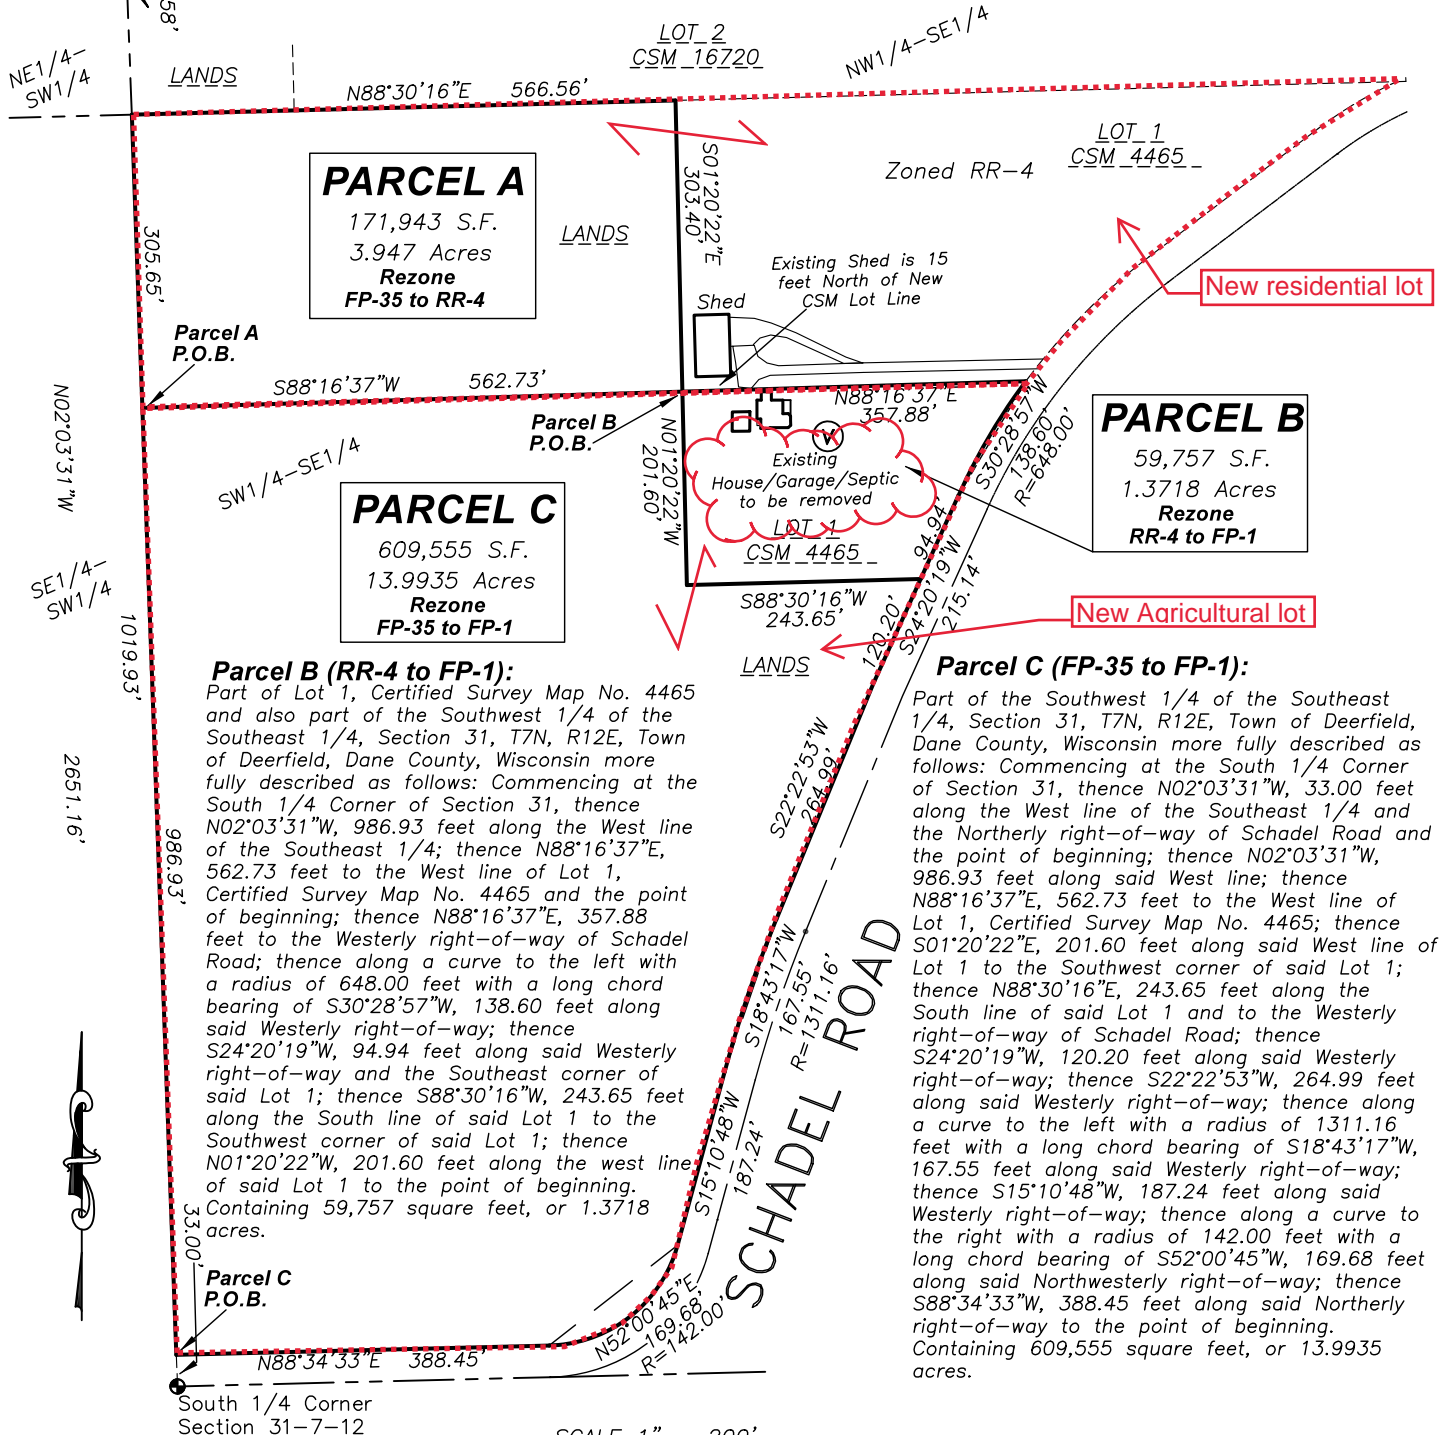 58'
NE1/4-
SW1/4
LANDS
N88°30'16"E 566.56'
LOT 2
CSM 16720
NW1/4-SE1/4
LOT 1
CSM 4465
Zoned RR-4
PARCEL A
171,943 S.F.
3.947 Acres
Rezone
FP-35 to RR-4
LANDS
S01°20'22"E
303.40'
305.65'
Existing Shed is 15
feet North of New
CSM Lot Line
Shed
New residential lot
Parcel A
P.O.B.
S88°16'37"W 562.73'
N88°16'37"E
357.88'
Parcel B
P.O.B.
N02°03'31"W
SW1/4-SE1/4
N01°20'22"W
201.60'
V
Existing
House/Garage/Septic
to be removed
LOT 1
CSM 4465
S30°28'57"W
138.60'
R=648.00'
PARCEL B
59,757 S.F.
1.3718 Acres
Rezone
RR-4 to FP-1
PARCEL C
609,555 S.F.
13.9935 Acres
Rezone
FP-35 to FP-1
94.94'
S24°20'19"W
215.14'
120.20'
SE1/4-
SW1/4
S88°30'16"W
243.65'
New Agricultural lot
LANDS
1019.93'
2651.16'
986.93'
Parcel B (RR-4 to FP-1):
Part of Lot 1, Certified Survey Map No. 4465
and also part of the Southwest 1/4 of the
Southeast 1/4, Section 31, T7N, R12E, Town
of Deerfield, Dane County, Wisconsin more
fully described as follows: Commencing at the
South 1/4 Corner of Section 31, thence
N02°03'31"W, 986.93 feet along the West line
of the Southeast 1/4; thence N88°16'37"E,
562.73 feet to the West line of Lot 1,
Certified Survey Map No. 4465 and the point
of beginning; thence N88°16'37"E, 357.88
feet to the Westerly right-of-way of Schadel
Road; thence along a curve to the left with
a radius of 648.00 feet with a long chord
bearing of S30°28'57"W, 138.60 feet along
said Westerly right-of-way; thence
S24°20'19"W, 94.94 feet along said Westerly
right-of-way and the Southeast corner of
said Lot 1; thence S88°30'16"W, 243.65 feet
along the South line of said Lot 1 to the
Southwest corner of said Lot 1; thence
N01°20'22"W, 201.60 feet along the west line
of said Lot 1 to the point of beginning.
Containing 59,757 square feet, or 1.3718
acres.
S22°22'53"W
264.99'
S18°43'17"W
167.55'
R=1311.16'
S15°10'48"W
187.24'
SCHADEL ROAD
Parcel C (FP-35 to FP-1):
Part of the Southwest 1/4 of the Southeast
1/4, Section 31, T7N, R12E, Town of Deerfield,
Dane County, Wisconsin more fully described as
follows: Commencing at the South 1/4 Corner
of Section 31, thence N02°03'31"W, 33.00 feet
along the West line of the Southeast 1/4 and
the Northerly right-of-way of Schadel Road and
the point of beginning; thence N02°03'31"W,
986.93 feet along said West line; thence
N88°16'37"E, 562.73 feet to the West line of
Lot 1, Certified Survey Map No. 4465; thence
S01°20'22"E, 201.60 feet along said West line of
Lot 1 to the Southwest corner of said Lot 1;
thence N88°30'16"E, 243.65 feet along the
South line of said Lot 1 and to the Westerly
right-of-way of Schadel Road; thence
S24°20'19"W, 120.20 feet along said Westerly
right-of-way; thence S22°22'53"W, 264.99 feet
along said Westerly right-of-way; thence along
a curve to the left with a radius of 1311.16
feet with a long chord bearing of S18°43'17"W,
167.55 feet along said Westerly right-of-way;
thence S15°10'48"W, 187.24 feet along said
Westerly right-of-way; thence along a curve to
the right with a radius of 142.00 feet with a
long chord bearing of S52°00'45"W, 169.68 feet
along said Northwesterly right-of-way; thence
S88°34'33"W, 388.45 feet along said Northerly
right-of-way to the point of beginning.
Containing 609,555 square feet, or 13.9935
acres.
33.00'
Parcel C
P.O.B.
N88°34'33"E 388.45'
N52°00'45"E
169.68'
R=142.00'
South 1/4 Corner
Section 31-7-12
SCALE 1" 200'